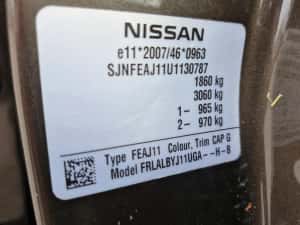 NISSAN
e11*2007/46*0963
SJNFEAJ11U1130787
1860 kg
3060 kg
1- 965 kg
2- 970 kg
Type FEAJ11 Colour, Trim CAP G
Model FRLALBYJ11UGA--H-B